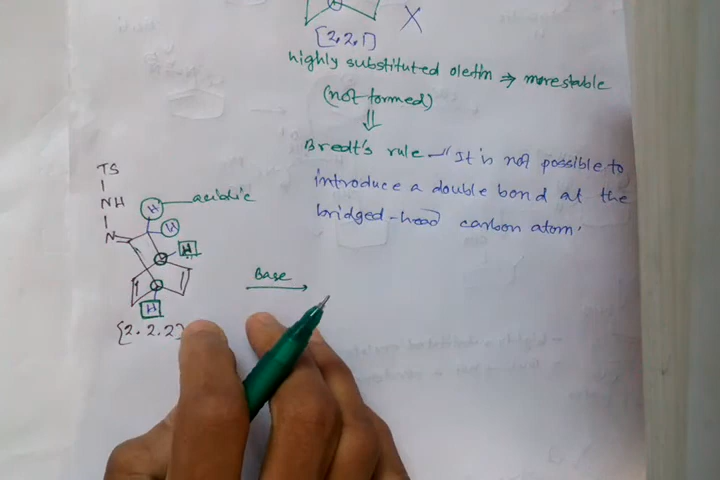 X
[2,2,1]
highly substituted olefin ⇒ more stable
(not formed)
⇓
Bredt's rule – "It is not possible to
introduce a double bond at the
bridged-head carbon atom.
TS
NH
N
H
acidic
H
H
H
[2.2.2]
Base